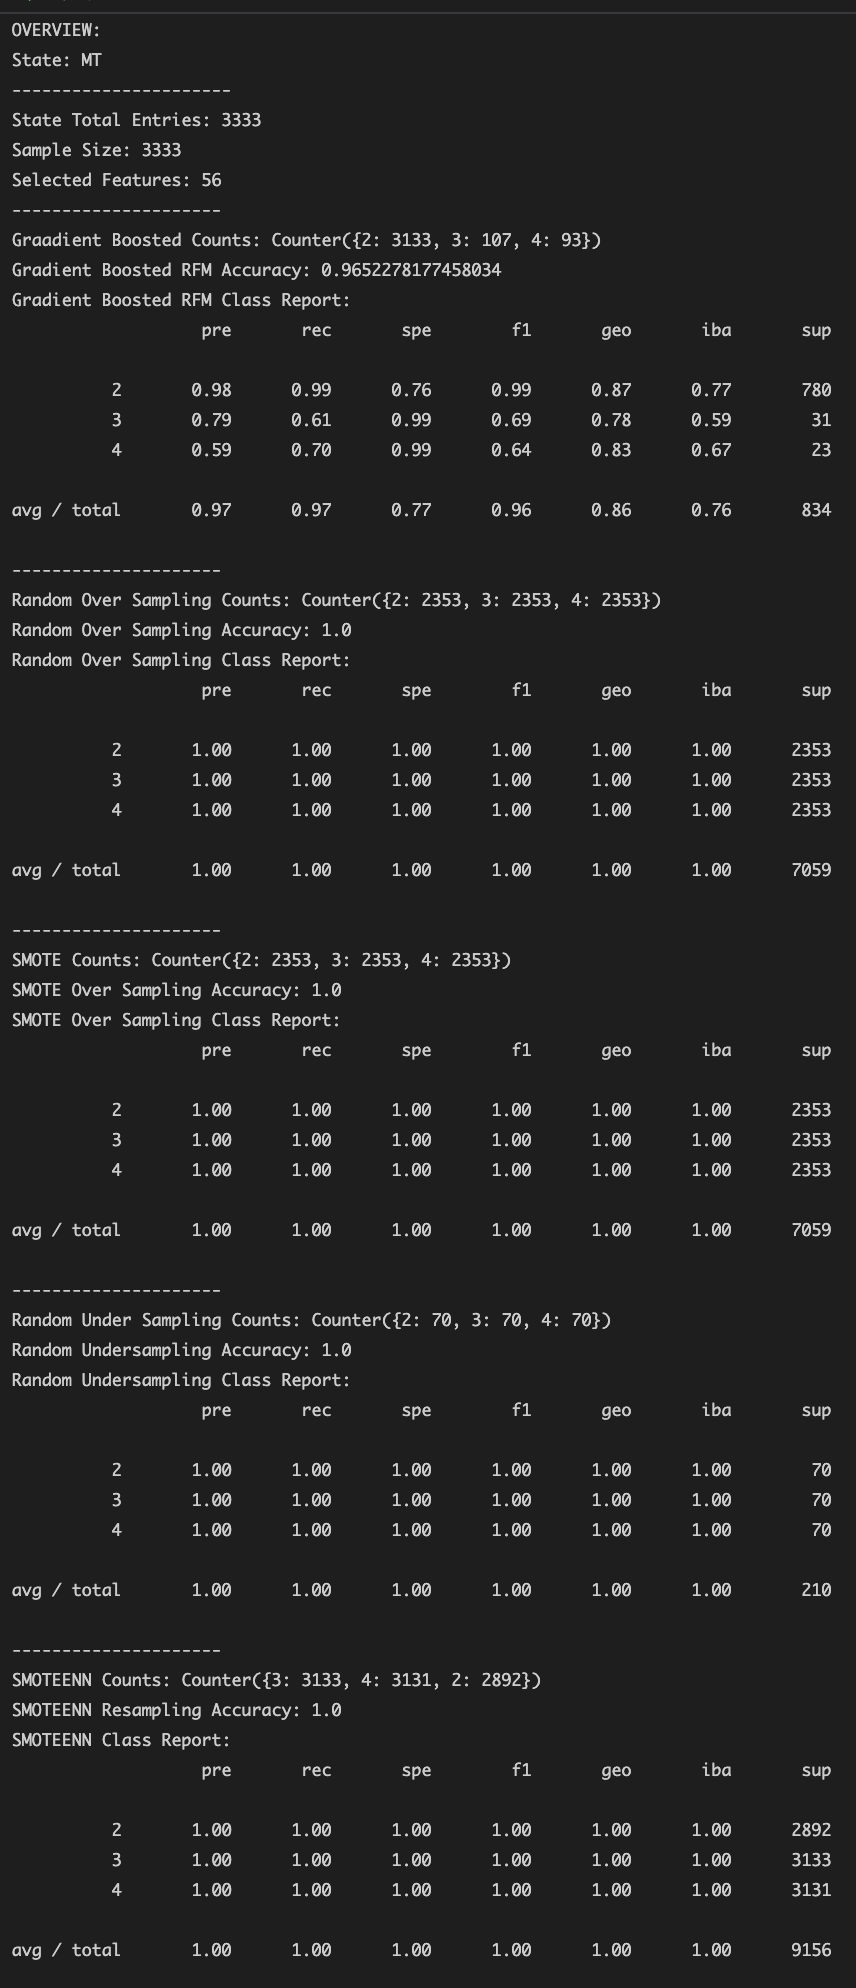 OVERVIEW:
State: MT
----------------------
State Total Entries: 3333
Sample Size: 3333
Selected Features: 56
---------------------
Graadient Boosted Counts: Counter({2: 3133, 3: 107, 4: 93})
Gradient Boosted RFM Accuracy: 0.9652278177458034
Gradient Boosted RFM Class Report:
pre rec spe f1 geo iba sup
2 0.98 0.99 0.76 0.99 0.87 0.77 780
3 0.79 0.61 0.99 0.69 0.78 0.59 31
4 0.59 0.70 0.99 0.64 0.83 0.67 23
avg / total 0.97 0.97 0.77 0.96 0.86 0.76 834
---------------------
Random Over Sampling Counts: Counter({2: 2353, 3: 2353, 4: 2353})
Random Over Sampling Accuracy: 1.0
Random Over Sampling Class Report:
pre rec spe f1 geo iba sup
2 1.00 1.00 1.00 1.00 1.00 1.00 2353
3 1.00 1.00 1.00 1.00 1.00 1.00 2353
4 1.00 1.00 1.00 1.00 1.00 1.00 2353
avg / total 1.00 1.00 1.00 1.00 1.00 1.00 7059
---------------------
SMOTE Counts: Counter({2: 2353, 3: 2353, 4: 2353})
SMOTE Over Sampling Accuracy: 1.0
SMOTE Over Sampling Class Report:
pre rec spe f1 geo iba sup
2 1.00 1.00 1.00 1.00 1.00 1.00 2353
3 1.00 1.00 1.00 1.00 1.00 1.00 2353
4 1.00 1.00 1.00 1.00 1.00 1.00 2353
avg / total 1.00 1.00 1.00 1.00 1.00 1.00 7059
---------------------
Random Under Sampling Counts: Counter({2: 70, 3: 70, 4: 70})
Random Undersampling Accuracy: 1.0
Random Undersampling Class Report:
pre rec spe f1 geo iba sup
2 1.00 1.00 1.00 1.00 1.00 1.00 70
3 1.00 1.00 1.00 1.00 1.00 1.00 70
4 1.00 1.00 1.00 1.00 1.00 1.00 70
avg / total 1.00 1.00 1.00 1.00 1.00 1.00 210
---------------------
SMOTEENN Counts: Counter({3: 3133, 4: 3131, 2: 2892})
SMOTEENN Resampling Accuracy: 1.0
SMOTEENN Class Report:
pre rec spe f1 geo iba sup
2 1.00 1.00 1.00 1.00 1.00 1.00 2892
3 1.00 1.00 1.00 1.00 1.00 1.00 3133
4 1.00 1.00 1.00 1.00 1.00 1.00 3131
avg / total 1.00 1.00 1.00 1.00 1.00 1.00 9156